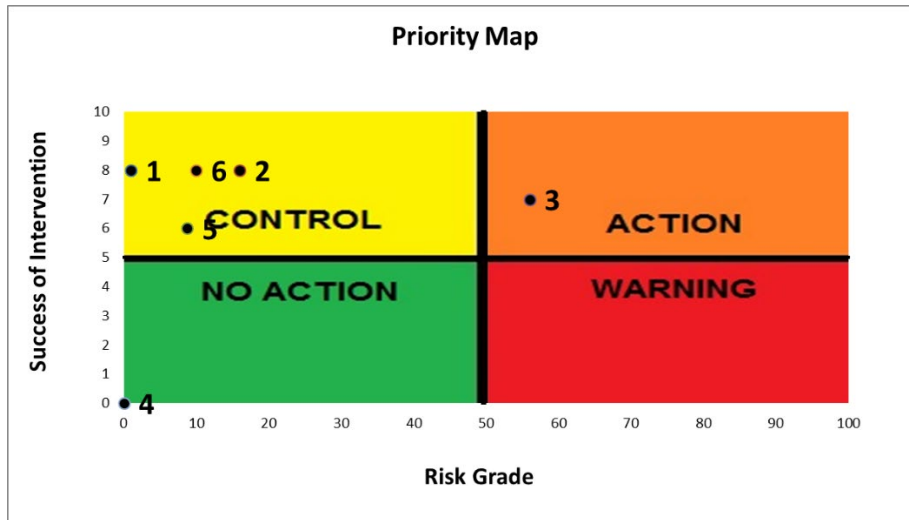 Priority Map
Success of Intervention
10
9
8
7
6
5
4
3
2
1
0
1
6
2
3
5
CONTROL
ACTION
NO ACTION
WARNING
4
0 10 20 30 40 50 60 70 80 90 100
Risk Grade